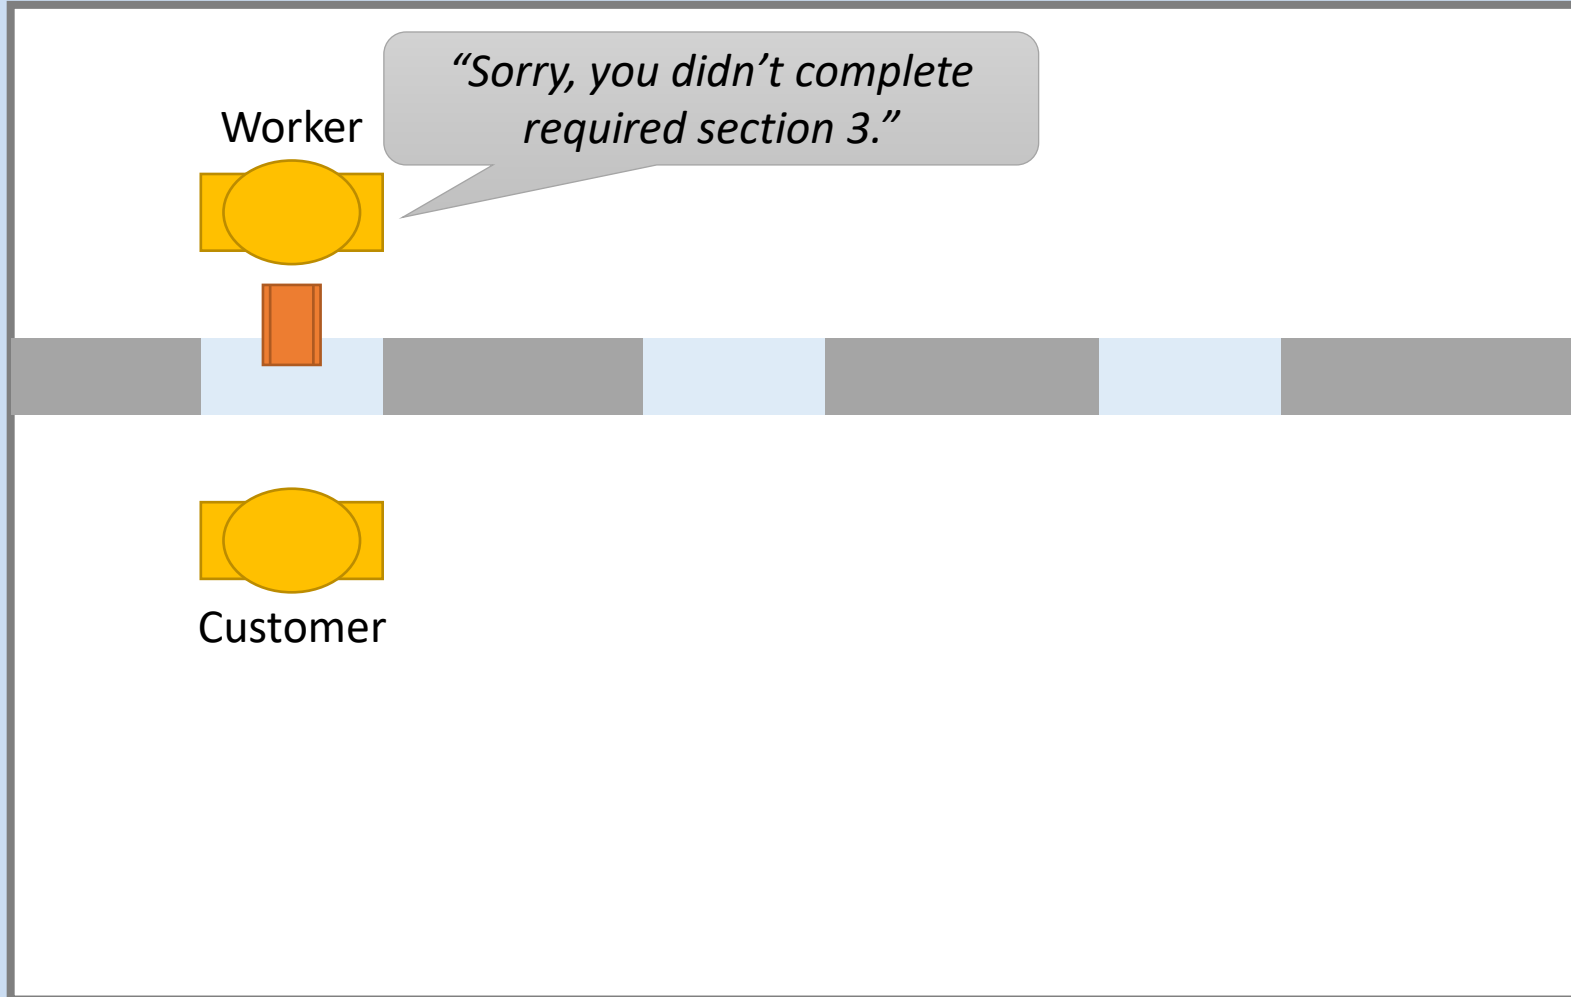 “Sorry, you didn’t complete
required section 3.”
Worker
Customer